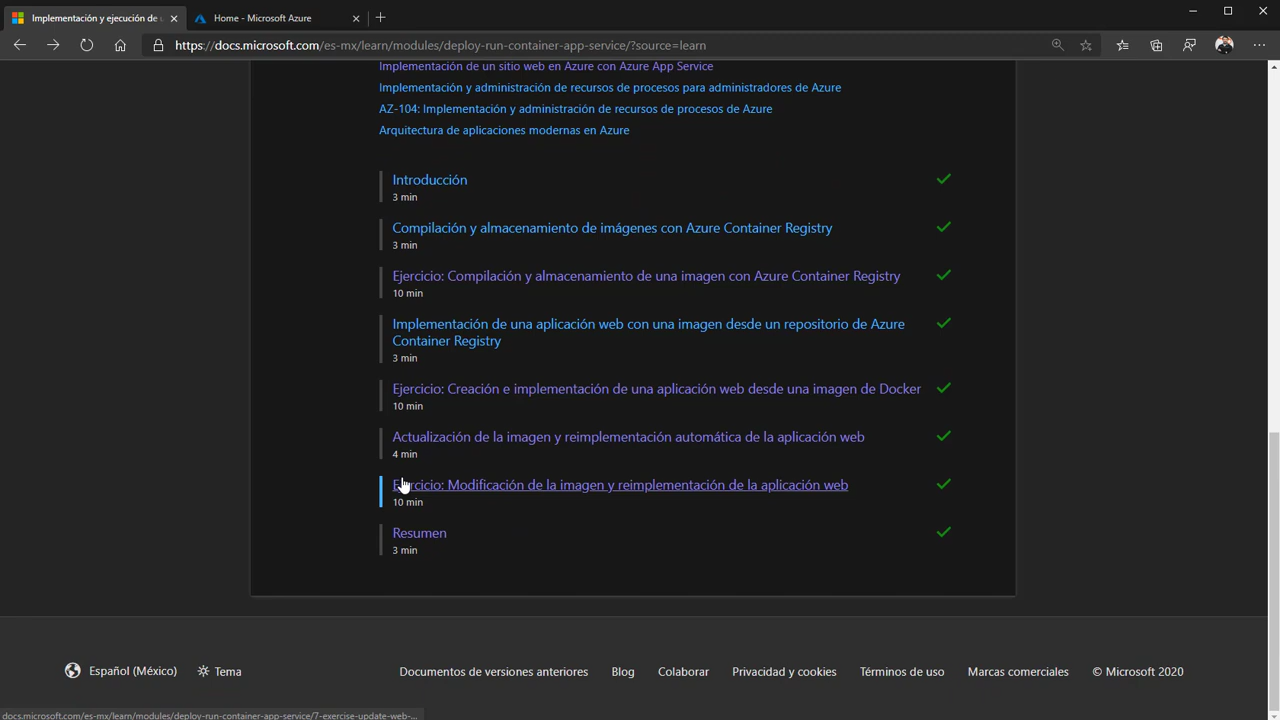 Implementación y ejecución de u
Home - Microsoft Azure
https://docs.microsoft.com/es-mx/learn/modules/deploy-run-container-app-service/?source=learn
Implementación de un sitio web en Azure con Azure App Service
Implementación y administración de recursos de procesos para administradores de Azure
AZ-104: Implementación y administración de recursos de procesos de Azure
Arquitectura de aplicaciones modernas en Azure
Introducción
3 min
Compilación y almacenamiento de imágenes con Azure Container Registry
3 min
Ejercicio: Compilación y almacenamiento de una imagen con Azure Container Registry
10 min
Implementación de una aplicación web con una imagen desde un repositorio de Azure
Container Registry
3 min
Ejercicio: Creación e implementación de una aplicación web desde una imagen de Docker
10 min
Actualización de la imagen y reimplementación automática de la aplicación web
4 min
Ejercicio: Modificación de la imagen y reimplementación de la aplicación web
10 min
Resumen
3 min
Español (México)
Tema
Documentos de versiones anteriores
Blog
Colaborar
Privacidad y cookies
Términos de uso
Marcas comerciales
© Microsoft 2020
docs.microsoft.com/es-mx/learn/modules/deploy-run-container-app-service/7-exercise-update-web-...